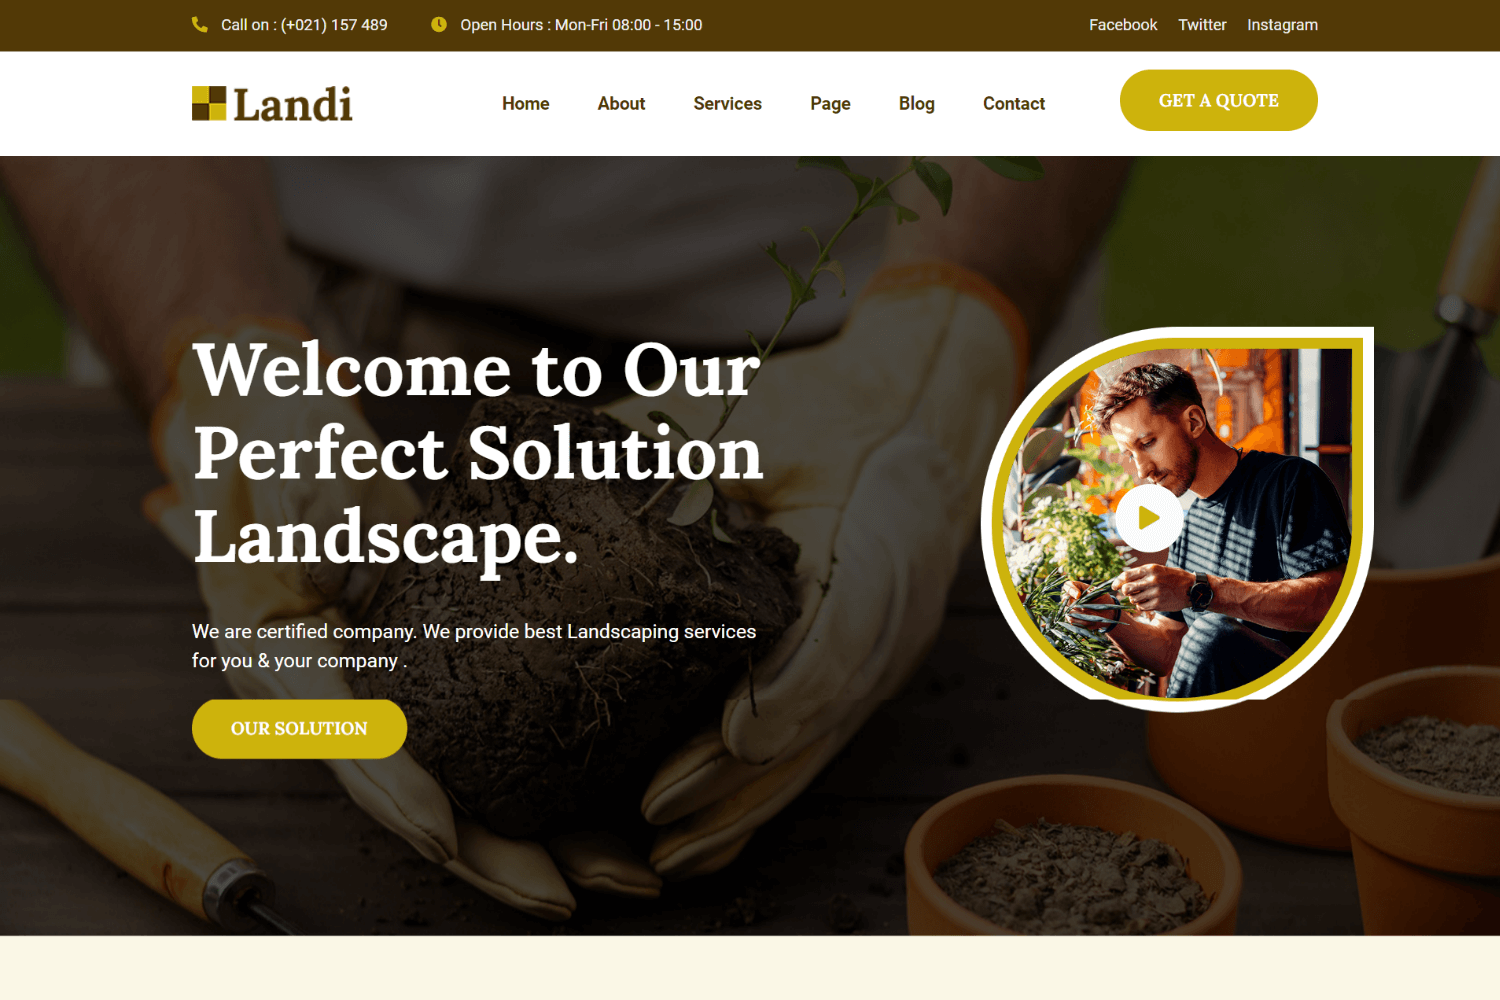 Call on : (+021) 157 489
Open Hours : Mon-Fri 08:00 - 15:00
Facebook Twitter Instagram
Landi
Home About Services Page Blog Contact
GET A QUOTE
Welcome to Our
Perfect Solution
Landscape.
We are certified company. We provide best Landscaping services
for you & your company .
OUR SOLUTION